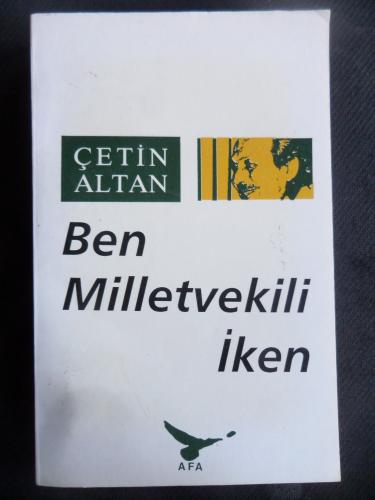 ÇETİN
ALTAN
Ben
Milletvekili
İken
AFA